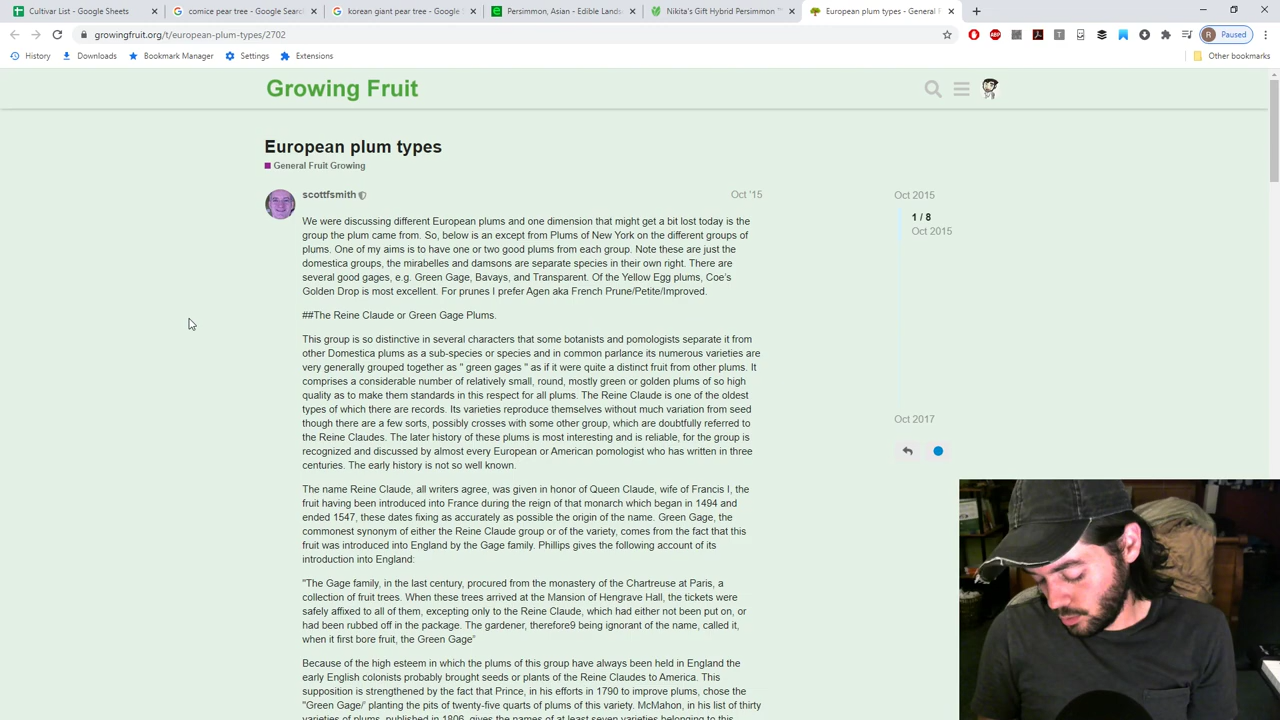 Cultivar List - Google Sheets
comice pear tree - Google Sear
korean giant pear tree - Google S
Persimmon, Asian - Edible Lands
Nikita's Gift Hybrid Persimmon ™
European plum types - General F
growingfruit.org/t/european-plum-types/2702
ABP
T
R Paused
History
Downloads
Bookmark Manager
Settings
Extensions
Other bookmarks
Growing Fruit
European plum types
General Fruit Growing
scottfsmith
Oct '15
We were discussing different European plums and one dimension that might get a bit lost today is the
group the plum came from. So, below is an except from Plums of New York on the different groups of
plums. One of my aims is to have one or two good plums from each group. Note these are just the
domestica groups, the mirabelles and damsons are separate species in their own right. There are
several good gages, e.g. Green Gage, Bavays, and Transparent. Of the Yellow Egg plums, Coe's
Golden Drop is most excellent. For prunes I prefer Agen aka French Prune/Petite/Improved.
##The Reine Claude or Green Gage Plums.
This group is so distinctive in several characters that some botanists and pomologists separate it from
other Domestica plums as a sub-species or species and in common parlance its numerous varieties are
very generally grouped together as " green gages " as if it were quite a distinct fruit from other plums. It
comprises a considerable number of relatively small, round, mostly green or golden plums of so high
quality as to make them standards in this respect for all plums. The Reine Claude is one of the oldest
types of which there are records. Its varieties reproduce themselves without much variation from seed
though there are a few sorts, possibly crosses with some other group, which are doubtfully referred to
the Reine Claudes. The later history of these plums is most interesting and is reliable, for the group is
recognized and discussed by almost every European or American pomologist who has written in three
centuries. The early history is not so well known.
The name Reine Claude, all writers agree, was given in honor of Queen Claude, wife of Francis I, the
fruit having been introduced into France during the reign of that monarch which began in 1494 and
ended 1547, these dates fixing as accurately as possible the origin of the name. Green Gage, the
commonest synonym of either the Reine Claude group or of the variety, comes from the fact that this
fruit was introduced into England by the Gage family. Phillips gives the following account of its
introduction into England:
"The Gage family, in the last century, procured from the monastery of the Chartreuse at Paris, a
collection of fruit trees. When these trees arrived at the Mansion of Hengrave Hall, the tickets were
safely affixed to all of them, excepting only to the Reine Claude, which had either not been put on, or
had been rubbed off in the package. The gardener, therefore9 being ignorant of the name, called it,
when it first bore fruit, the Green Gage"
Because of the high esteem in which the plums of this group have always been held in England the
early English colonists probably brought seeds or plants of the Reine Claudes to America. This
supposition is strengthened by the fact that Prince, in his efforts in 1790 to improve plums, chose the
"Green Gage/' planting the pits of twenty-five quarts of plums of this variety. McMahon, in his list of thirty
varieties of plums, published in 1806, gives the names of at least seven varieties belonging to this
Oct 2015
1 / 8
Oct 2015
Oct 2017